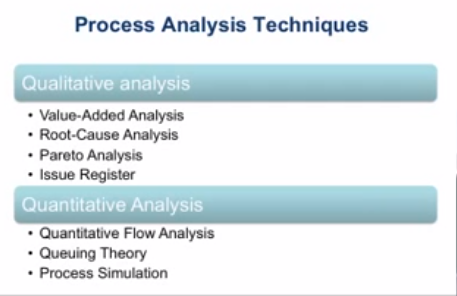 Process Analysis Techniques
Qualitative analysis
• Value-Added Analysis
• Root-Cause Analysis
• Pareto Analysis
• Issue Register
Quantitative Analysis
• Quantitative Flow Analysis
• Queuing Theory
• Process Simulation